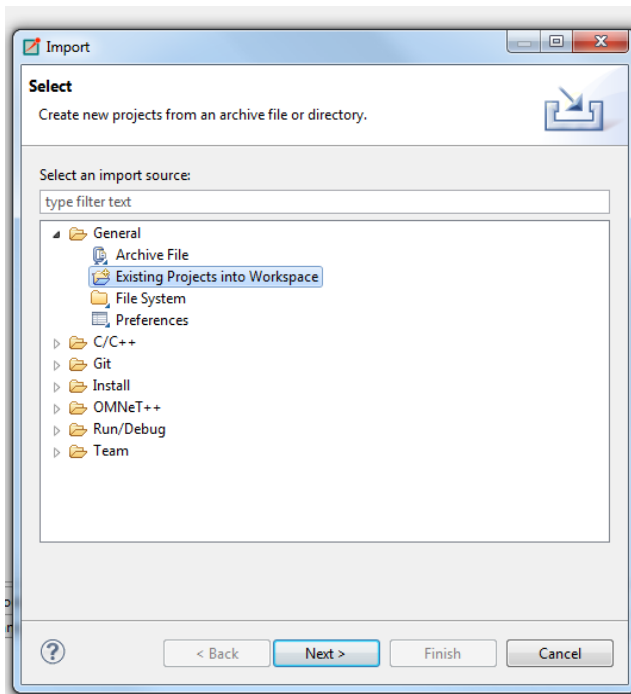 Import
Select
Create new projects from an archive file or directory.
Select an import source:
type filter text
General
Archive File
Existing Projects into Workspace
File System
Preferences
C/C++
Git
Install
OMNeT++
Run/Debug
Team
? < Back Next > Finish Cancel